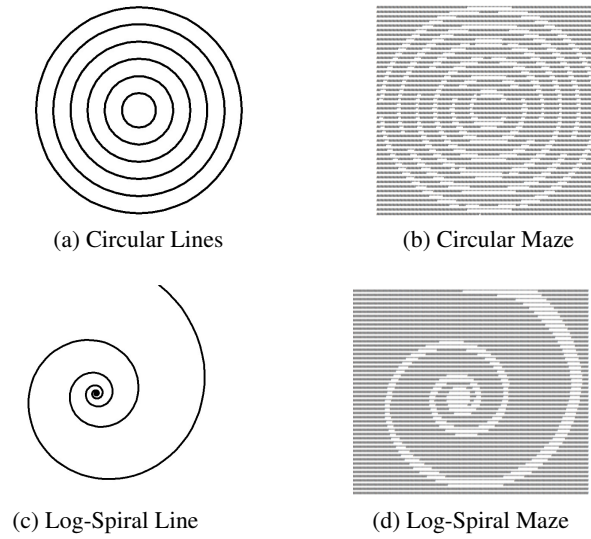 (a) Circular Lines
(b) Circular Maze
(c) Log-Spiral Line
(d) Log-Spiral Maze